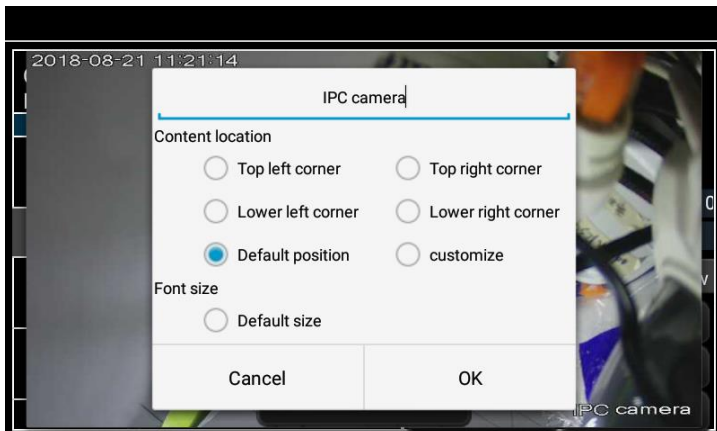 2018-08-21 11:21:14
IPC camera
Content location
Top left corner
Top right corner
Lower left corner
Lower right corner
Default position
customize
Font size
Default size
Cancel
OK
IPC camera